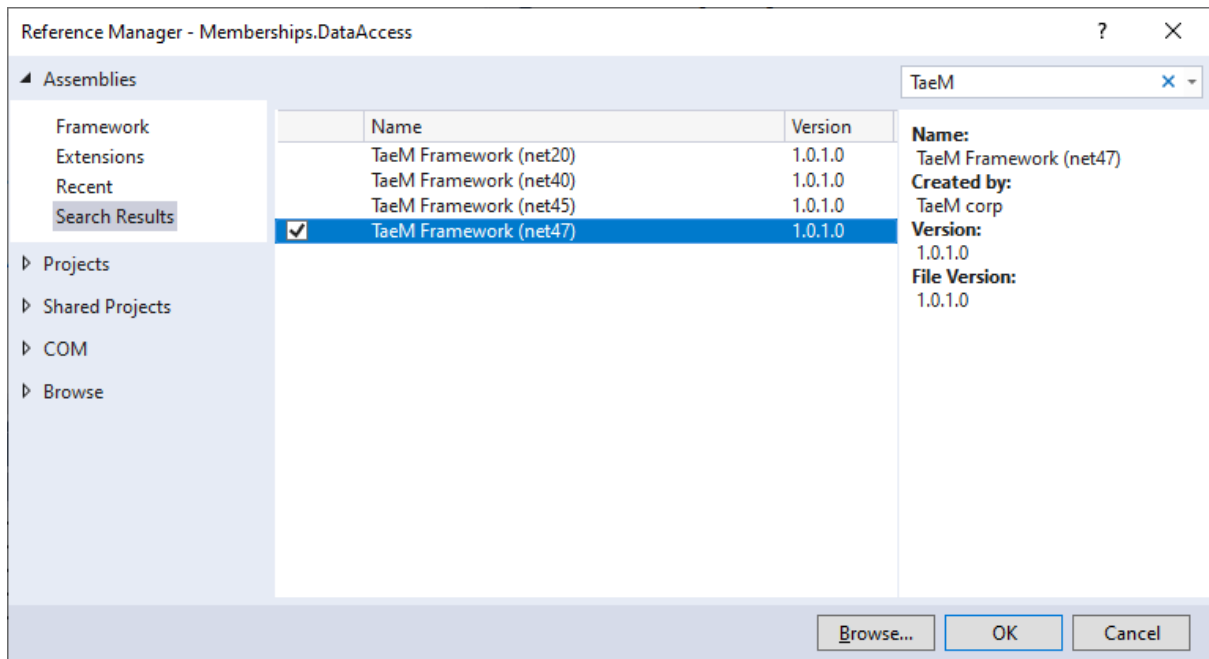 Reference Manager - Memberships.DataAccess
?
Assemblies
TaeM
Framework
Extensions
Recent
Search Results
Projects
Shared Projects
COM
Browse
Name Version
TaeM Framework (net20) 1.0.1.0
TaeM Framework (net40) 1.0.1.0
TaeM Framework (net45) 1.0.1.0
TaeM Framework (net47) 1.0.1.0
Name:
TaeM Framework (net47)
Created by:
TaeM corp
Version:
1.0.1.0
File Version:
1.0.1.0
Browse... OK Cancel